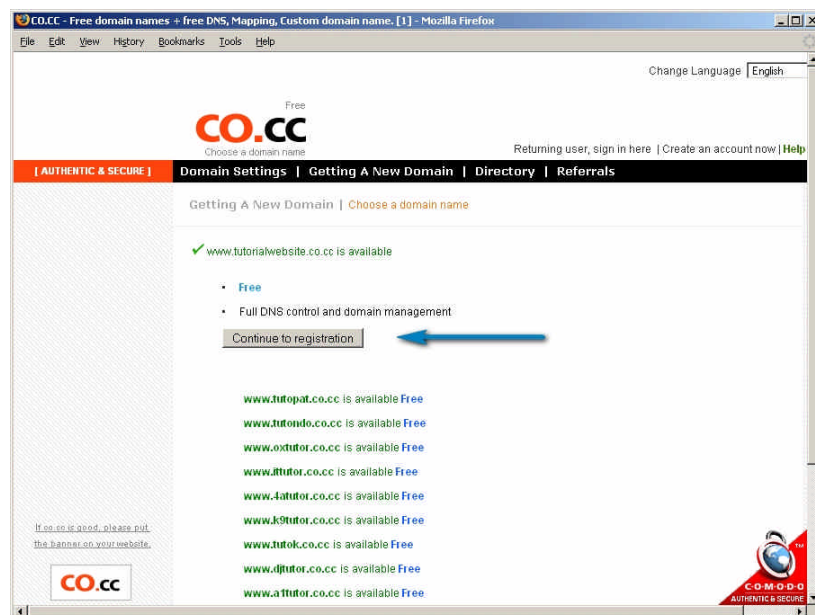 CO.CC - Free domain names + free DNS, Mapping, Custom domain name. [1] - Mozilla Firefox
File Edit View History Bookmarks Tools Help
Change Language English
Free
CO.CC
Choose a domain name
Returning user, sign in here | Create an account now | Help
[ AUTHENTIC & SECURE ] Domain Settings | Getting A New Domain | Directory | Referrals
Getting A New Domain | Choose a domain name
www.tutorialwebsite.co.cc is available
• Free
• Full DNS control and domain management
Continue to registration
www.tutopat.co.cc is available Free
www.tutondo.co.cc is available Free
www.oxtutor.co.cc is available Free
www.ittutor.co.cc is available Free
www.4atutor.co.cc is available Free
www.k9tutor.co.cc is available Free
www.tutok.co.cc is available Free
www.djtutor.co.cc is available Free
www.a1tutor.co.cc is available Free
If co.cc is good, please put
the banner on your website.
CO.cc
TM
C·O·M·O·D·O
AUTHENTIC & SECURE